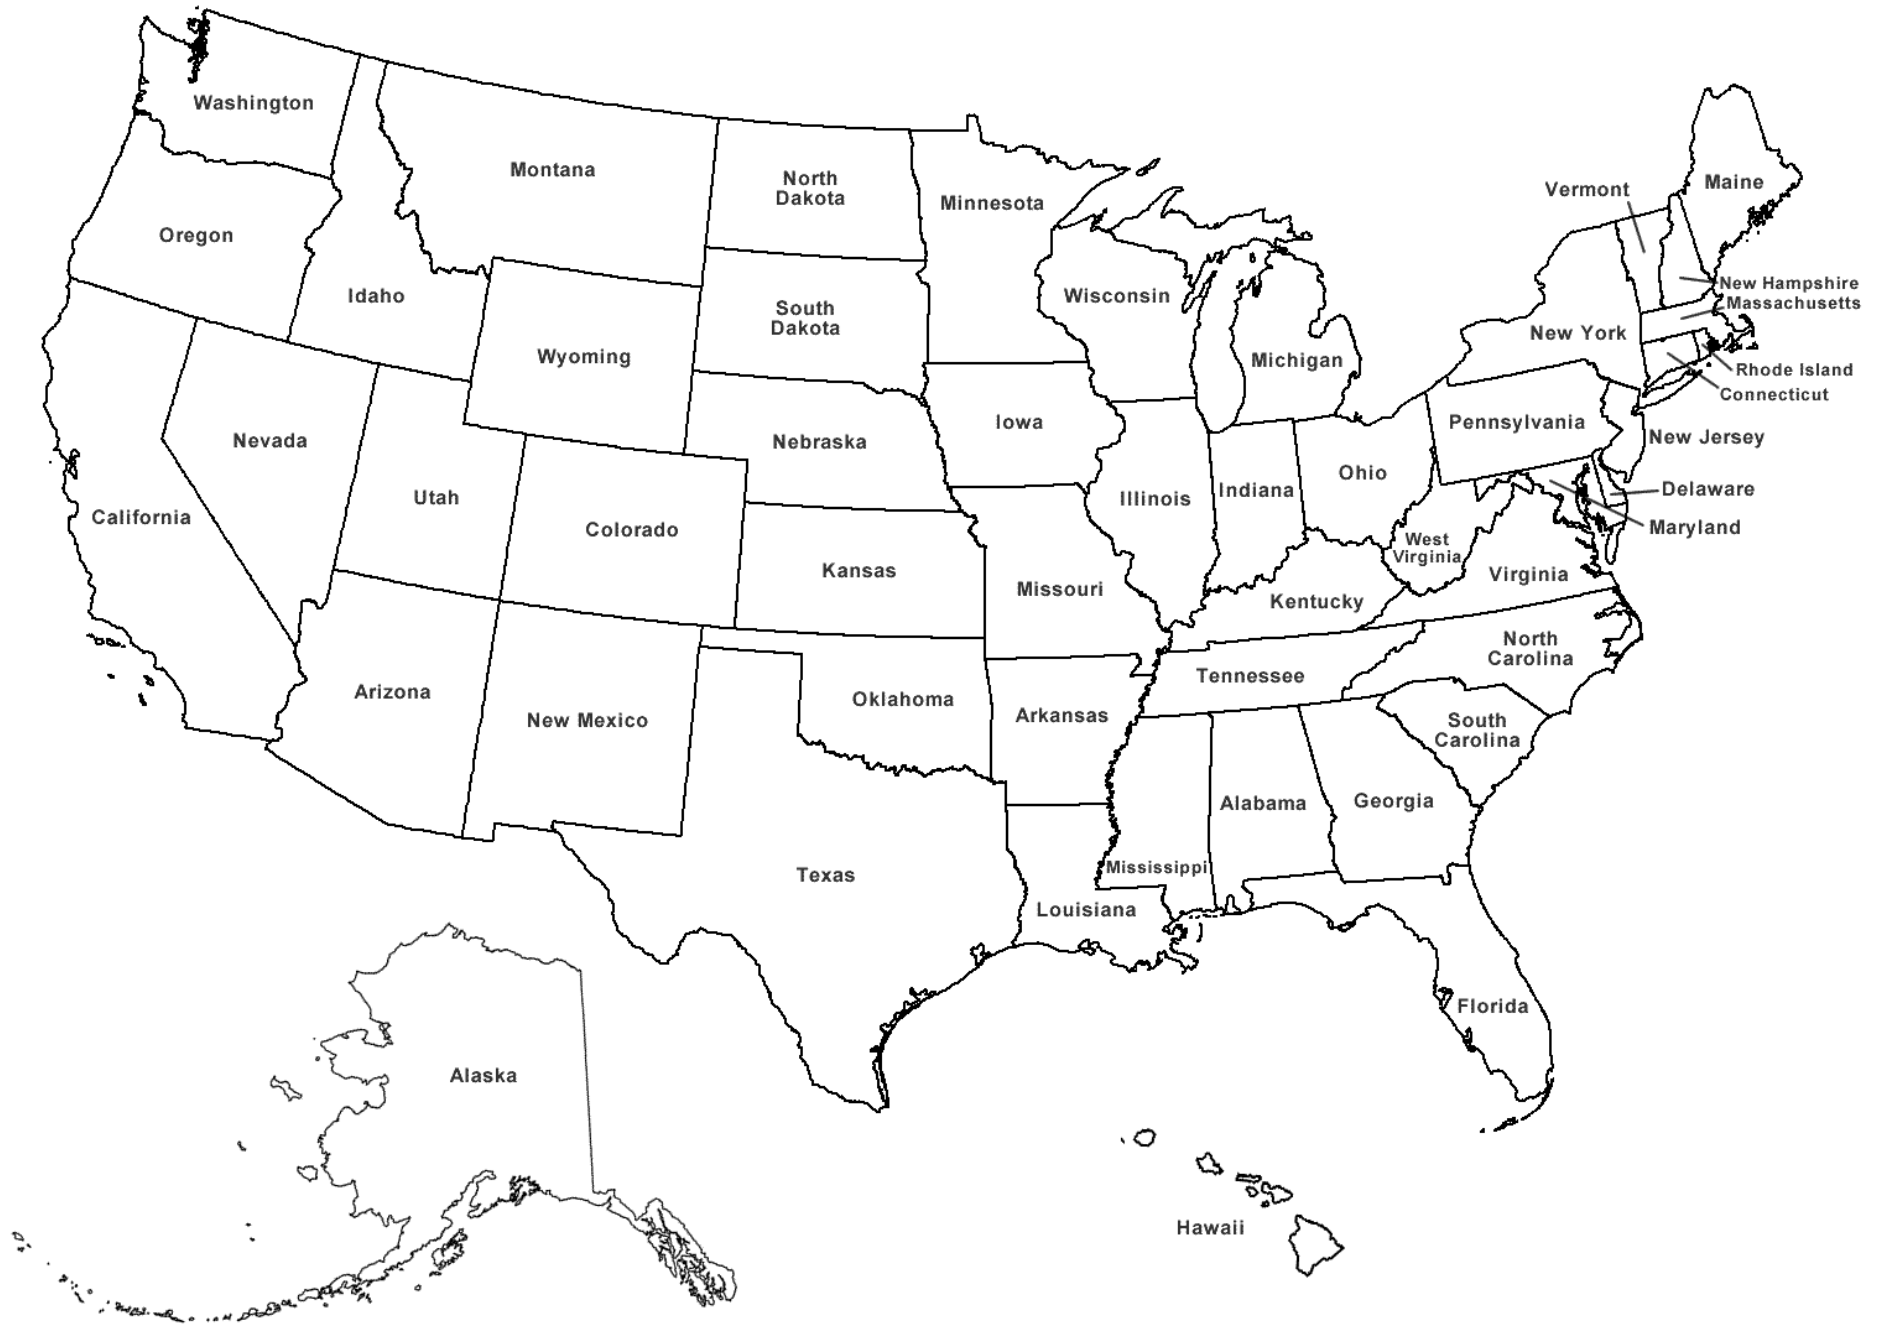 Washington
Montana
North
Dakota
Minnesota
Vermont
Maine
Oregon
Idaho
South
Dakota
Wisconsin
New Hampshire
Massachusetts
New York
Wyoming
Michigan
Rhode Island
Connecticut
Iowa
Pennsylvania
New Jersey
Nevada
Nebraska
Ohio
Utah
Illinois
Indiana
Delaware
California
Colorado
Maryland
West
Virginia
Kansas
Missouri
Virginia
Kentucky
North
Carolina
Tennessee
Arizona
Oklahoma
New Mexico
Arkansas
South
Carolina
Alabama
Georgia
Texas
Mississippi
Louisiana
Florida
Alaska
Hawaii